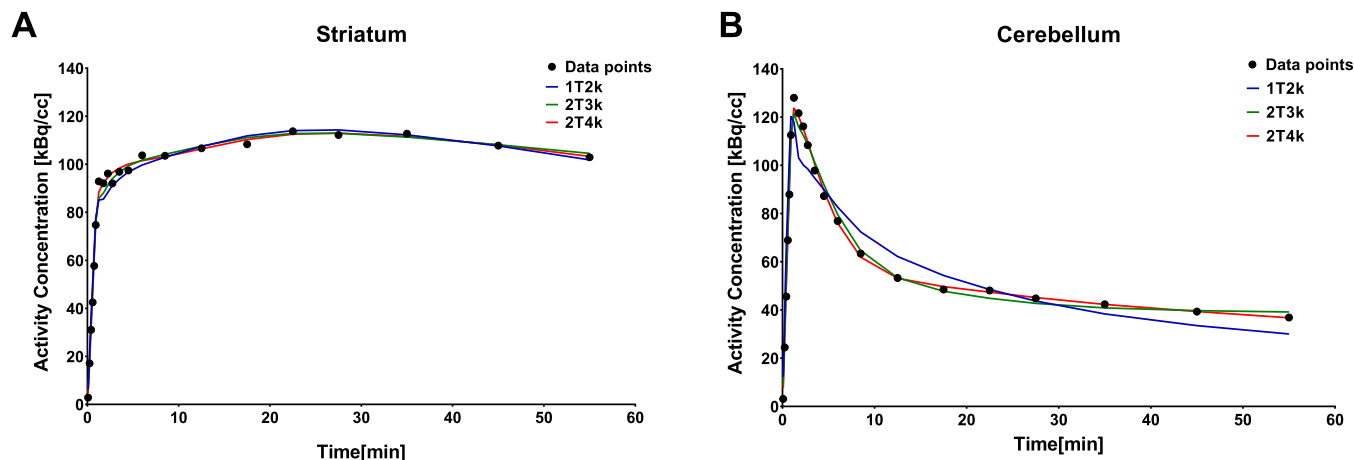 A
Striatum
Activity Concentration [kBq/cc]
140
120
100
80
60
40
20
0
0 10 20 30 40 50 60
Time[min]
Data points
1T2k
2T3k
2T4k
B
Cerebellum
Activity Concentration [kBq/cc]
140
120
100
80
60
40
20
0
0 10 20 30 40 50 60
Time[min]
Data points
1T2k
2T3k
2T4k